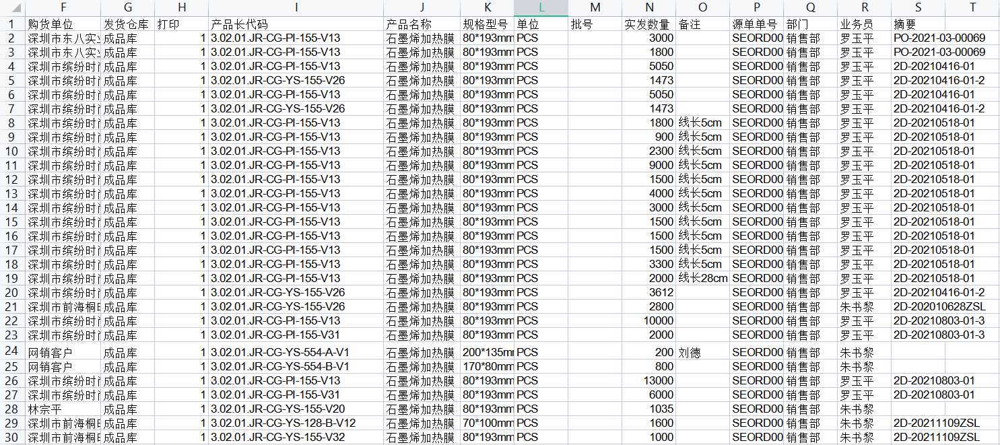 F G H I J K L M N O P Q R S T
1 购货单位 发货仓库 打印 产品长代码 产品名称 规格型号 单位 批号 实发数量 备注 源单单号 部门 业务员 摘要
2 深圳市东八实业 成品库 1 3.02.01.JR-CG-PI-155-V13 石墨烯加热膜 80*193mm PCS 3000 SEORD00 销售部 罗玉平 PO-2021-03-00069
3 深圳市东八实业 成品库 1 3.02.01.JR-CG-PI-155-V13 石墨烯加热膜 80*193mm PCS 1800 SEORD00 销售部 罗玉平 PO-2021-03-00069
4 深圳市缤纷时 成品库 1 3.02.01.JR-CG-PI-155-V13 石墨烯加热膜 80*193mm PCS 5050 SEORD00 销售部 罗玉平 2D-20210416-01
5 深圳市缤纷时 成品库 1 3.02.01.JR-CG-YS-155-V26 石墨烯加热膜 80*193mm PCS 1473 SEORD00 销售部 罗玉平 2D-20210416-01-2
6 深圳市缤纷时 成品库 1 3.02.01.JR-CG-PI-155-V13 石墨烯加热膜 80*193mm PCS 5050 SEORD00 销售部 罗玉平 2D-20210416-01
7 深圳市缤纷时 成品库 1 3.02.01.JR-CG-YS-155-V26 石墨烯加热膜 80*193mm PCS 1473 SEORD00 销售部 罗玉平 2D-20210416-01-2
8 深圳市缤纷时 成品库 1 3.02.01.JR-CG-PI-155-V13 石墨烯加热膜 80*193mm PCS 1800 线长5cm SEORD00 销售部 罗玉平 2D-20210518-01
9 深圳市缤纷时 成品库 1 3.02.01.JR-CG-PI-155-V13 石墨烯加热膜 80*193mm PCS 900 线长5cm SEORD00 销售部 罗玉平 2D-20210518-01
10 深圳市缤纷时 成品库 1 3.02.01.JR-CG-PI-155-V13 石墨烯加热膜 80*193mm PCS 2300 线长5cm SEORD00 销售部 罗玉平 2D-20210518-01
11 深圳市缤纷时 成品库 1 3.02.01.JR-CG-PI-155-V13 石墨烯加热膜 80*193mm PCS 9000 线长5cm SEORD00 销售部 罗玉平 2D-20210518-01
12 深圳市缤纷时 成品库 1 3.02.01.JR-CG-PI-155-V13 石墨烯加热膜 80*193mm PCS 1500 线长5cm SEORD00 销售部 罗玉平 2D-20210518-01
13 深圳市缤纷时 成品库 1 3.02.01.JR-CG-PI-155-V13 石墨烯加热膜 80*193mm PCS 4000 线长5cm SEORD00 销售部 罗玉平 2D-20210518-01
14 深圳市缤纷时 成品库 1 3.02.01.JR-CG-PI-155-V13 石墨烯加热膜 80*193mm PCS 3000 线长5cm SEORD00 销售部 罗玉平 2D-20210518-01
15 深圳市缤纷时 成品库 1 3.02.01.JR-CG-PI-155-V13 石墨烯加热膜 80*193mm PCS 1500 线长5cm SEORD00 销售部 罗玉平 2D-20210518-01
16 深圳市缤纷时 成品库 1 3.02.01.JR-CG-PI-155-V13 石墨烯加热膜 80*193mm PCS 1500 线长5cm SEORD00 销售部 罗玉平 2D-20210518-01
17 深圳市缤纷时 成品库 1 3.02.01.JR-CG-PI-155-V13 石墨烯加热膜 80*193mm PCS 1500 线长5cm SEORD00 销售部 罗玉平 2D-20210518-01
18 深圳市缤纷时 成品库 1 3.02.01.JR-CG-PI-155-V13 石墨烯加热膜 80*193mm PCS 3300 线长5cm SEORD00 销售部 罗玉平 2D-20210518-01
19 深圳市缤纷时 成品库 1 3.02.01.JR-CG-PI-155-V13 石墨烯加热膜 80*193mm PCS 2000 线长28cm SEORD00 销售部 罗玉平 2D-20210518-01
20 深圳市缤纷时 成品库 1 3.02.01.JR-CG-YS-155-V26 石墨烯加热膜 80*193mm PCS 3612 SEORD00 销售部 罗玉平 2D-20210416-01-2
21 深圳市前海桐 成品库 1 3.02.01.JR-CG-YS-155-V26 石墨烯加热膜 80*193mm PCS 2800 SEORD00 销售部 朱书黎 2D-202010628ZSL
22 深圳市缤纷时 成品库 1 3.02.01.JR-CG-PI-155-V13 石墨烯加热膜 80*193mm PCS 10000 SEORD00 销售部 罗玉平 2D-20210803-01-3
23 深圳市缤纷时 成品库 1 3.02.01.JR-CG-PI-155-V31 石墨烯加热膜 80*193mm PCS 2000 SEORD00 销售部 罗玉平 2D-20210803-01-3
24 网销客户 成品库 1 3.02.01.JR-CG-YS-554-A-V1 石墨烯加热膜 200*135mm PCS 200 刘德 SEORD00 销售部 朱书黎
25 网销客户 成品库 1 3.02.01.JR-CG-YS-554-B-V1 石墨烯加热膜 170*80mm PCS 800 SEORD00 销售部 朱书黎
26 深圳市缤纷时 成品库 1 3.02.01.JR-CG-PI-155-V13 石墨烯加热膜 80*193mm PCS 13000 SEORD00 销售部 罗玉平 2D-20210803-01
27 深圳市缤纷时 成品库 1 3.02.01.JR-CG-PI-155-V31 石墨烯加热膜 80*193mm PCS 6000 SEORD00 销售部 罗玉平 2D-20210803-01
28 林宗平 成品库 1 3.02.01.JR-CG-YS-155-V20 石墨烯加热膜 80*193mm PCS 1035 SEORD00 销售部 朱书黎
29 深圳市前海桐 成品库 1 3.02.01.JR-CG-YS-128-B-V12 石墨烯加热膜 70*100mm PCS 1600 SEORD00 销售部 朱书黎 2D-20211109ZSL
30 深圳市前海桐 成品库 1 3.02.01.JR-CG-YS-155-V32 石墨烯加热膜 80*193mm PCS 1000 SEORD00 销售部 朱书黎 2D-20211109ZSL